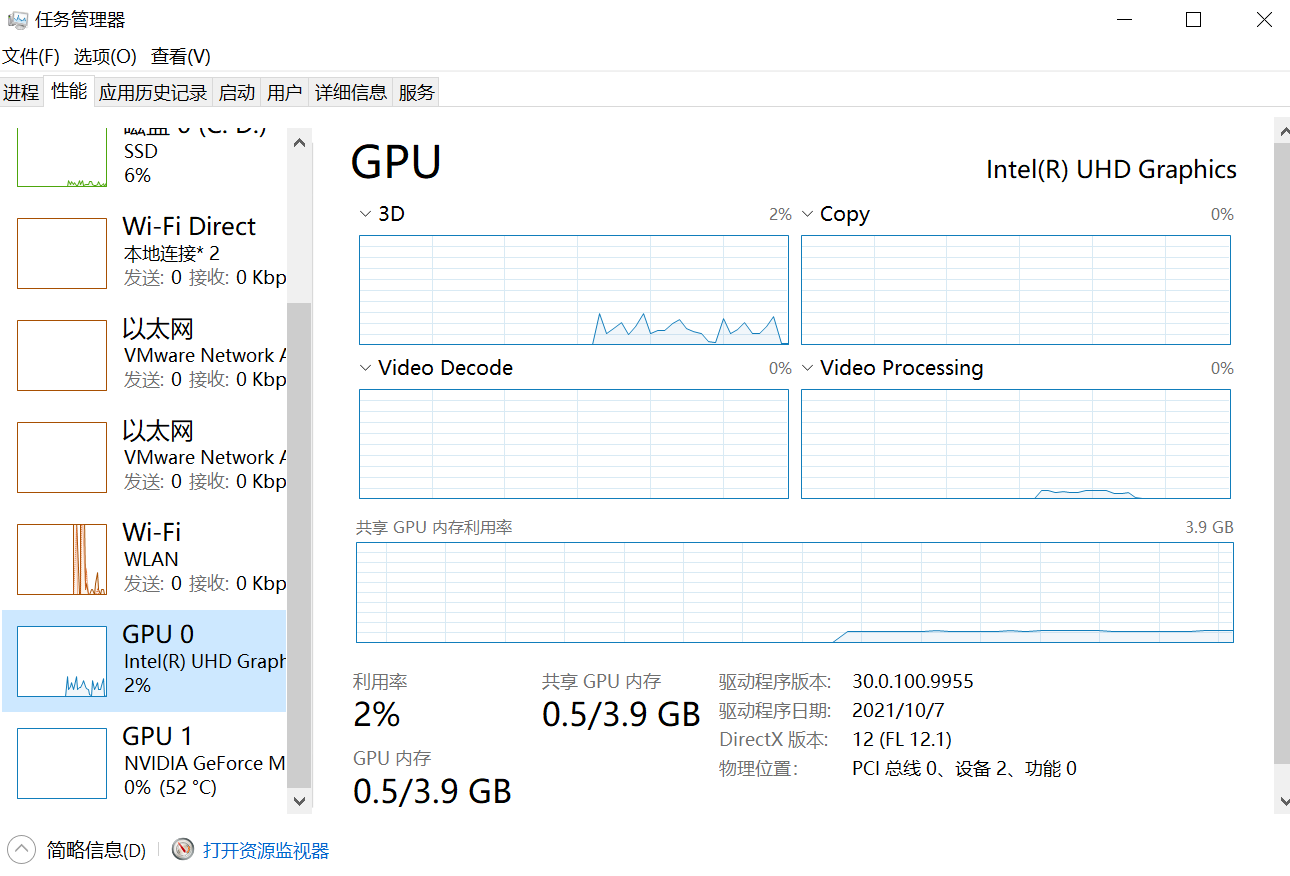 任务管理器
文件(F) 选项(O) 查看(V)
进程 性能 应用历史记录 启动 用户 详细信息 服务
磁盘 0 (C: D:)
SSD
6%
Wi-Fi Direct
本地连接* 2
发送: 0 接收: 0 Kbp
以太网
VMware Network A
发送: 0 接收: 0 Kbp
以太网
VMware Network A
发送: 0 接收: 0 Kbp
Wi-Fi
WLAN
发送: 0 接收: 0 Kbp
GPU 0
Intel(R) UHD Graph
2%
GPU 1
NVIDIA GeForce M
0% (52 °C)
GPU
Intel(R) UHD Graphics
3D 2%
Copy 0%
Video Decode 0%
Video Processing 0%
共享 GPU 内存利用率 3.9 GB
利用率
2%
共享 GPU 内存
0.5/3.9 GB
GPU 内存
0.5/3.9 GB
驱动程序版本: 30.0.100.9955
驱动程序日期: 2021/10/7
DirectX 版本: 12 (FL 12.1)
物理位置: PCI 总线 0、设备 2、功能 0
简略信息(D)
打开资源监视器